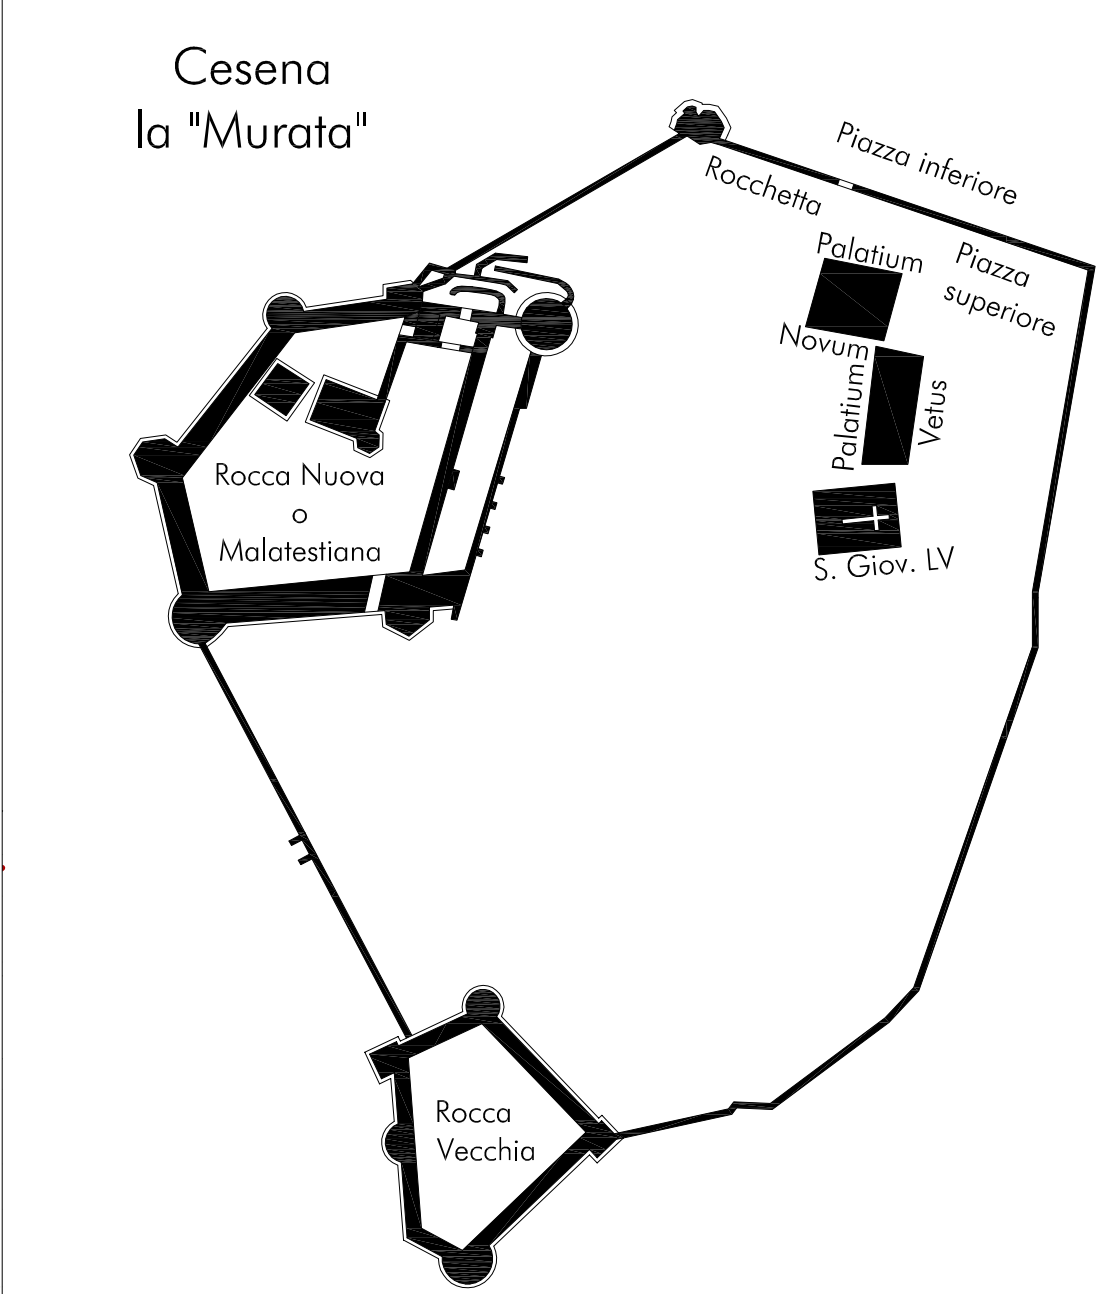 Cesena
la "Murata"
Piazza inferiore
Rocchetta
Palatium
Novum
Piazza
superiore
Palatium
Vetus
Rocca Nuova
o
Malatestiana
S. Giov. LV
Rocca
Vecchia